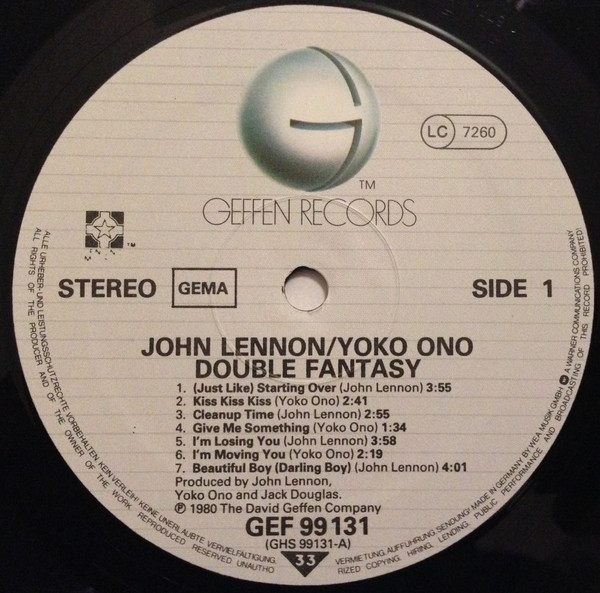 LC 7260
TM
GEFFEN RECORDS
STEREO GEMA SIDE 1
JOHN LENNON/YOKO ONO
DOUBLE FANTASY
1. (Just Like) Starting Over (John Lennon) 3:55
2. Kiss Kiss Kiss (Yoko Ono) 2:41
3. Cleanup Time (John Lennon) 2:55
4. Give Me Something (Yoko Ono) 1:34
5. I'm Losing You (John Lennon) 3:58
6. I'm Moving You (Yoko Ono) 2:19
7. Beautiful Boy (Darling Boy) (John Lennon) 4:01
Produced by John Lennon,
Yoko Ono and Jack Douglas.
℗ 1980 The David Geffen Company
GEF 99 131
(GHS 99131-A)
33
ALLE URHEBER- UND LEISTUNGSSCHUTZRECHTE VORBEHALTEN. KEIN VERLEIH! KEINE UNERLAUBTE VERVIELFÄLTIGUNG, VERMIETUNG, AUFFÜHRUNG, SENDUNG! MADE IN GERMANY BY WEA MUSIK GMBH A WARNER COMMUNICATIONS COMPANY
ALL RIGHTS OF THE PRODUCER AND OF THE OWNER OF THE WORK REPRODUCED RESERVED UNAUTHORIZED COPYING, HIRING, LENDING, PUBLIC PERFORMANCE AND BROADCASTING OF THIS RECORD PROHIBITED!